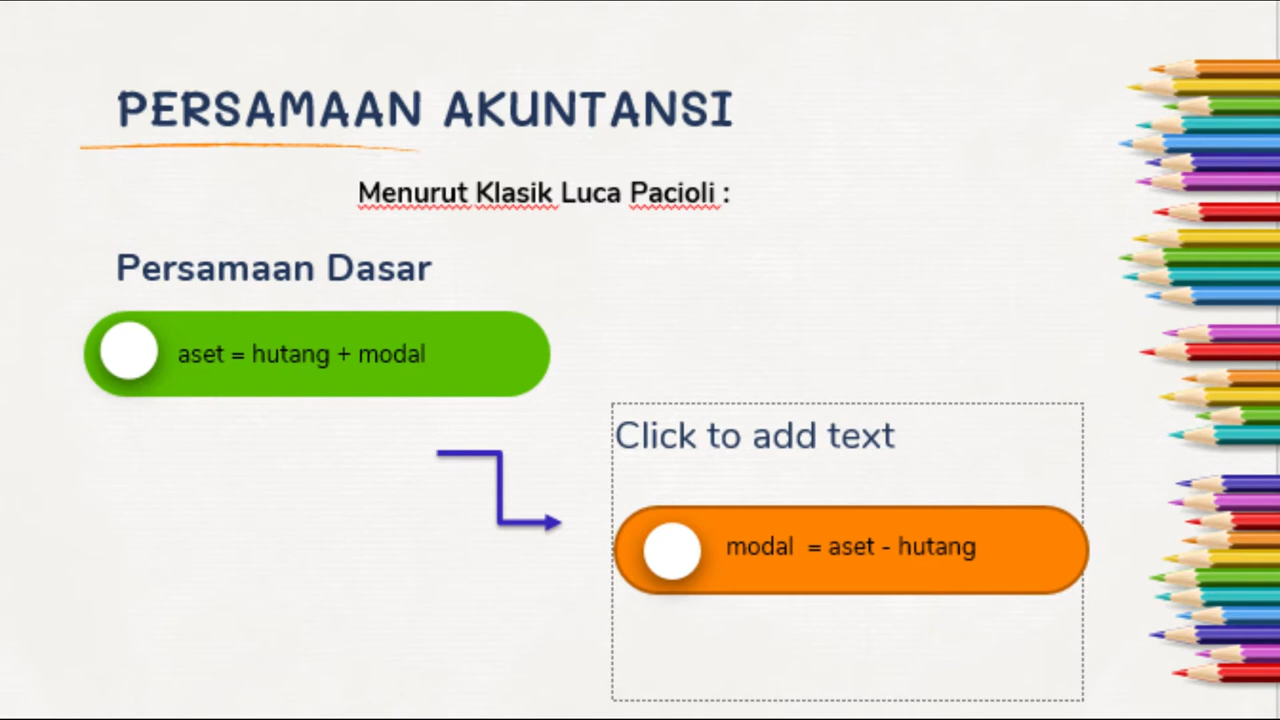 PERSAMAAN AKUNTANSI
Menurut Klasik Luca Pacioli :
Persamaan Dasar
aset = hutang + modal
Click to add text
modal  = aset - hutang